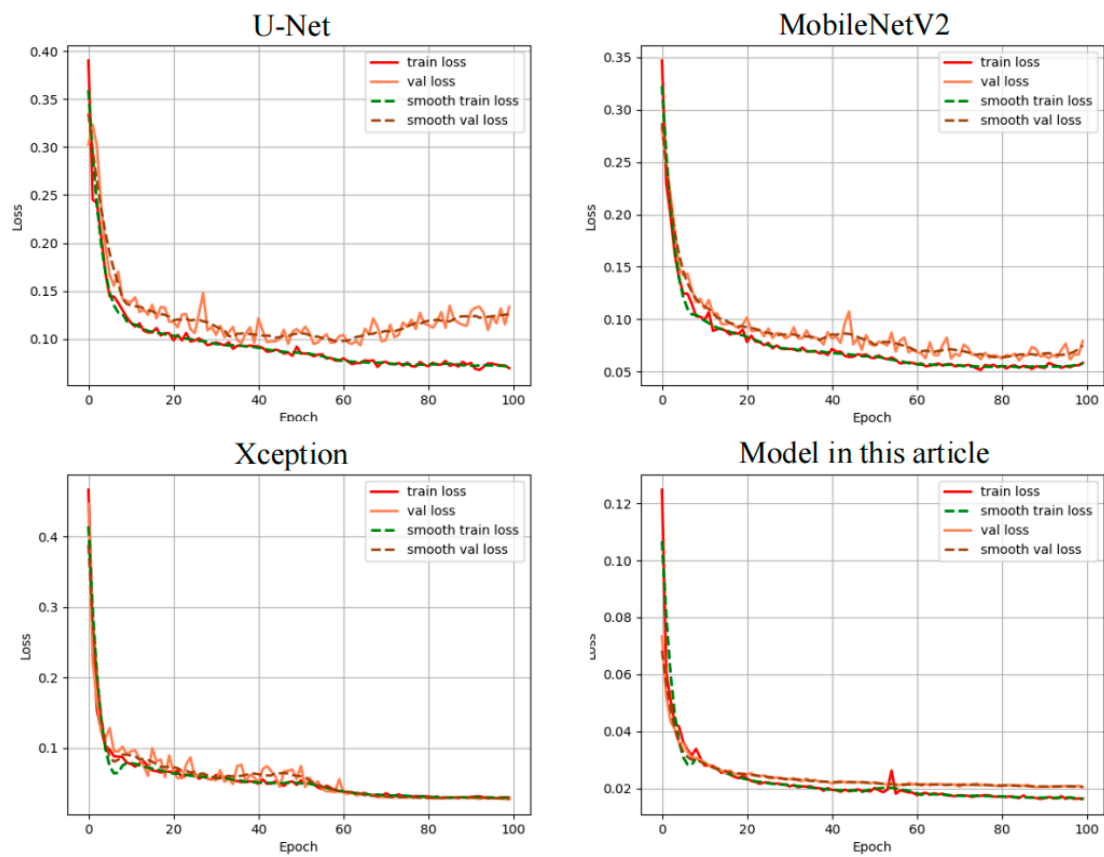 U-Net
0.40
0.35
0.30
0.25
0.20
0.15
0.10
Loss
train loss
val loss
smooth train loss
smooth val loss
0 20 40 60 80 100
Epoch
MobileNetV2
0.35
0.30
0.25
0.20
0.15
0.10
0.05
Loss
train loss
val loss
smooth train loss
smooth val loss
0 20 40 60 80 100
Epoch
Xception
0.4
0.3
0.2
0.1
Loss
train loss
val loss
smooth train loss
smooth val loss
0 20 40 60 80 100
Epoch
Model in this article
0.12
0.10
0.08
0.06
0.04
0.02
Loss
train loss
smooth train loss
val loss
smooth val loss
0 20 40 60 80 100
Epoch